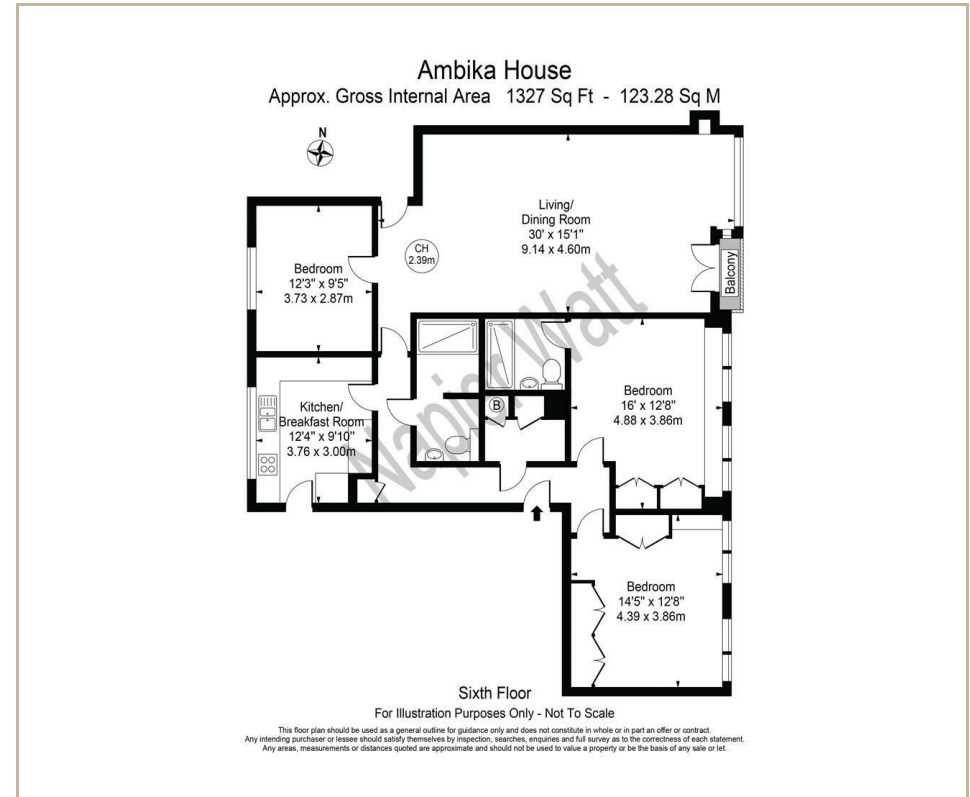 Ambika House
Approx. Gross Internal Area 1327 Sq Ft - 123.28 Sq M
N
Living/
Dining Room
30' x 15'1"
9.14 x 4.60m
CH
2.39m
Balcony
Bedroom
12'3" x 9'5"
3.73 x 2.87m
Kitchen/
Breakfast Room
12'4" x 9'10"
3.76 x 3.00m
B
Bedroom
16' x 12'8"
4.88 x 3.86m
Bedroom
14'5" x 12'8"
4.39 x 3.86m
Napier Watt
Sixth Floor
For Illustration Purposes Only - Not To Scale
This floor plan should be used as a general outline for guidance only and does not constitute in whole or in part an offer or contract.
Any intending purchaser or lessee should satisfy themselves by inspection, searches, enquiries and full survey as to the correctness of each statement.
Any areas, measurements or distances quoted are approximate and should not be used to value a property or be the basis of any sale or let.